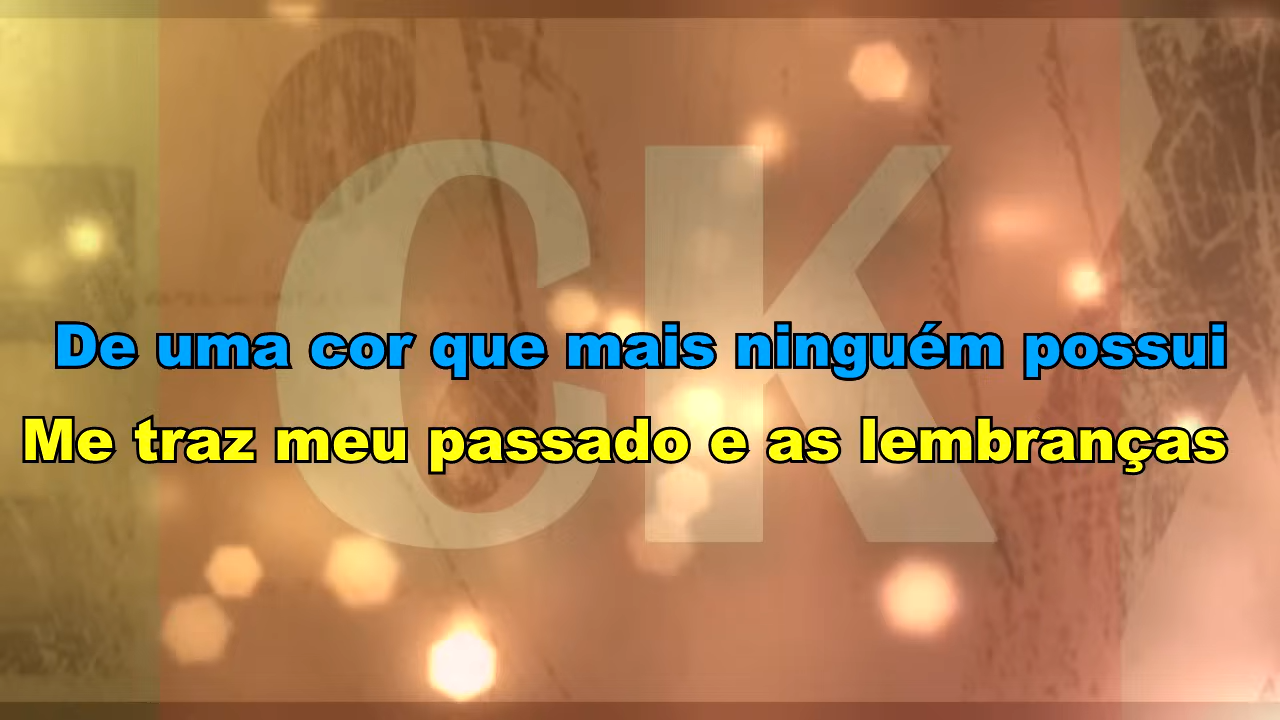 CK
De uma cor que mais ninguém possui
Me traz meu passado e as lembranças